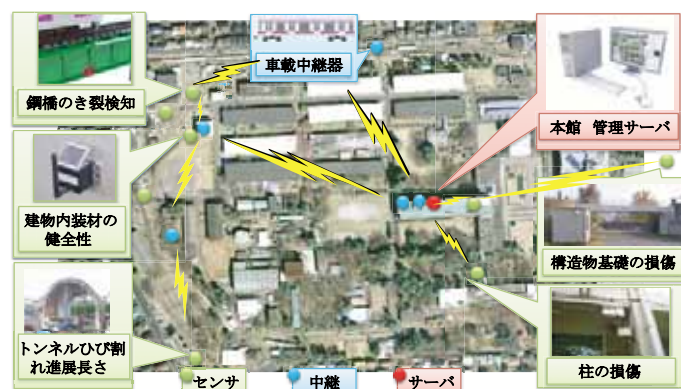 鋼橋のき裂検知
車載中継器
本館 管理サーバ
建物内装材の
健全性
構造物基礎の損傷
トンネルひび割
れ進展長さ
柱の損傷
センサ
中継
サーバ